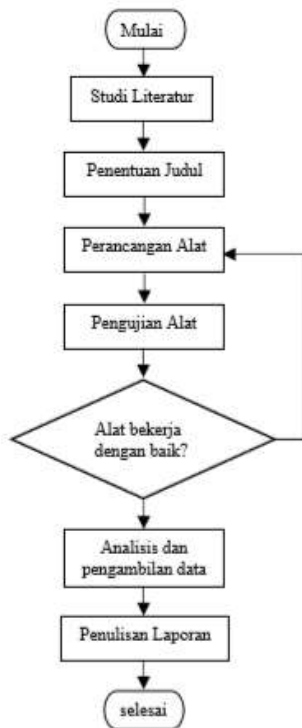 Mulai
Studi Literatur
Penentuan Judul
Perancangan Alat
Pengujian Alat
Alat bekerja
dengan baik?
Analisis dan
pengambilan data
Penulisan Laporan
selesai